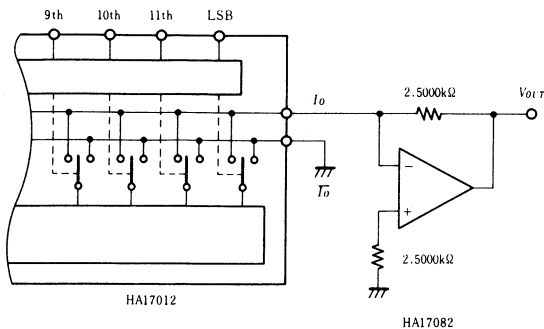 9th 10th 11th LSB
Io
2.5000kΩ
VOUT
Io
−
+
2.5000kΩ
HA17012
HA17082